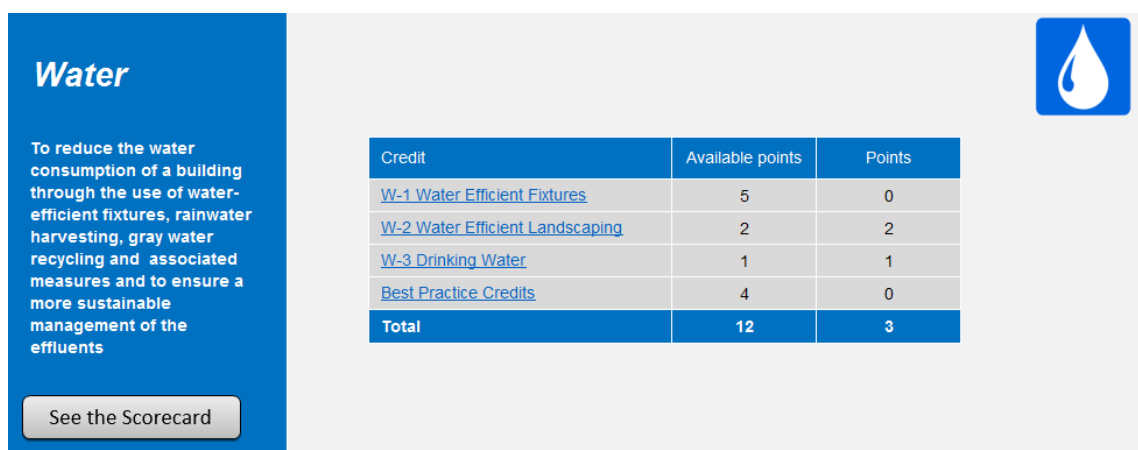 Water
To reduce the water
consumption of a building
through the use of water-
efficient fixtures, rainwater
harvesting, gray water
recycling and associated
measures and to ensure a
more sustainable
management of the
effluents
See the Scorecard
Credit Available points Points
W-1 Water Efficient Fixtures 5 0
W-2 Water Efficient Landscaping 2 2
W-3 Drinking Water 1 1
Best Practice Credits 4 0
Total 12 3